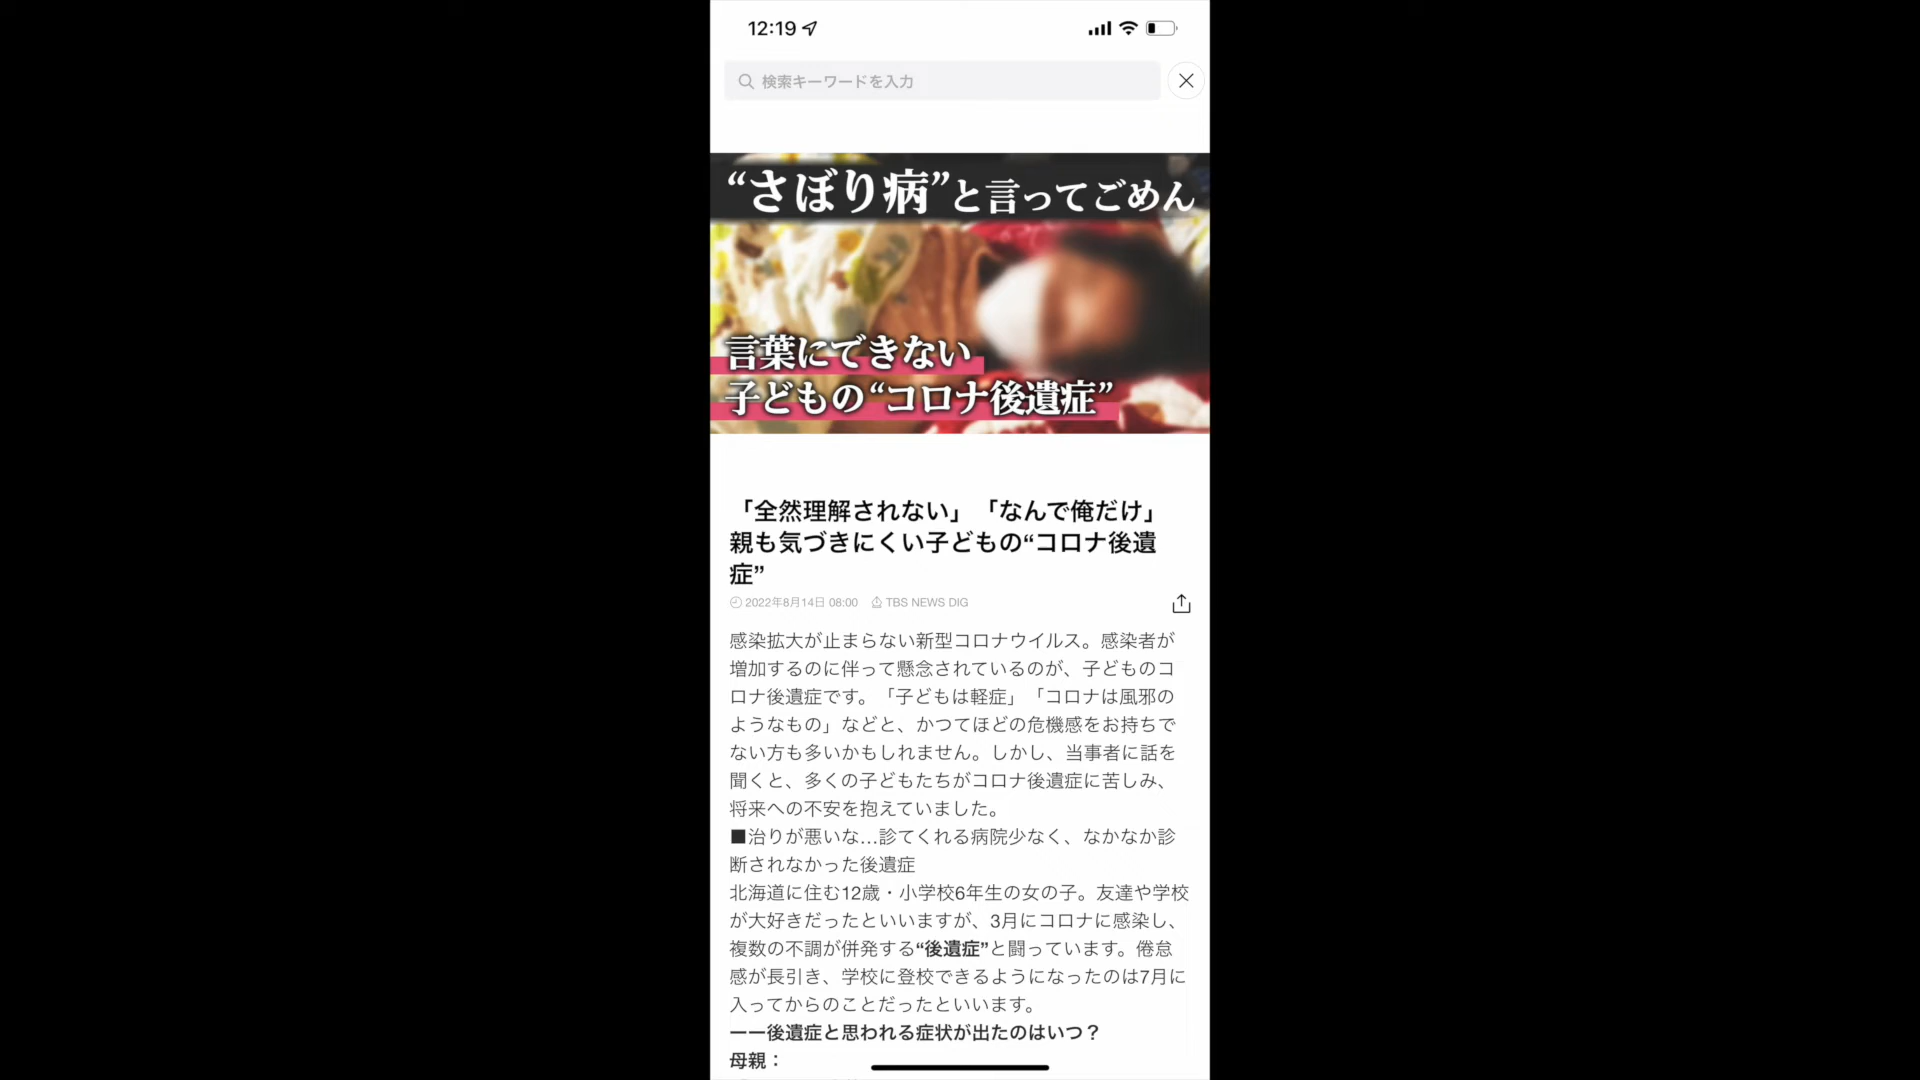 12:19
検索キーワードを入力
“さぼり病”と言ってごめん
言葉にできない
子どもの“コロナ後遺症”
「全然理解されない」「なんで俺だけ」
親も気づきにくい子どもの“コロナ後遺
症”
2022年8月14日 08:00 TBS NEWS DIG
感染拡大が止まらない新型コロナウイルス。感染者が
増加するのに伴って懸念されているのが、子どものコ
ロナ後遺症です。「子どもは軽症」「コロナは風邪の
ようなもの」などと、かつてほどの危機感をお持ちで
ない方も多いかもしれません。しかし、当事者に話を
聞くと、多くの子どもたちがコロナ後遺症に苦しみ、
将来への不安を抱えていました。
■治りが悪いな…診てくれる病院少なく、なかなか診
断されなかった後遺症
北海道に住む12歳・小学校6年生の女の子。友達や学校
が大好きだったといいますが、3月にコロナに感染し、
複数の不調が併発する“後遺症”と闘っています。倦怠
感が長引き、学校に登校できるようになったのは7月に
入ってからのことだったといいます。
ーー後遺症と思われる症状が出たのはいつ？
母親：